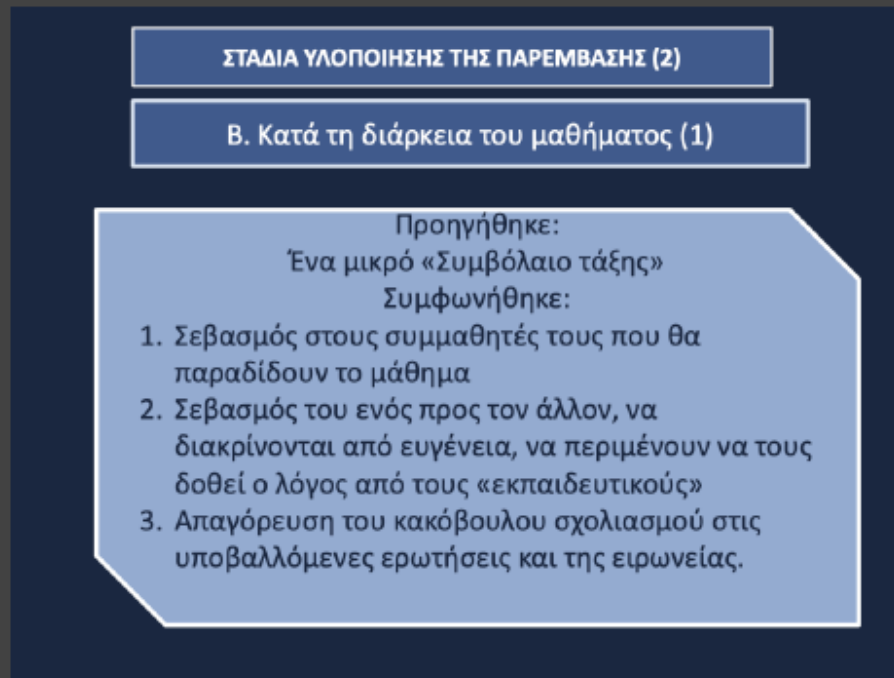 ΣΤΑΔΙΑ ΥΛΟΠΟΙΗΣΗΣ ΤΗΣ ΠΑΡΕΜΒΑΣΗΣ (2)
Β. Κατά τη διάρκεια του μαθήματος (1)
Προηγήθηκε:
Ένα μικρό «Συμβόλαιο τάξης»
Συμφωνήθηκε:
1. Σεβασμός στους συμμαθητές τους που θα
παραδίδουν το μάθημα
2. Σεβασμός του ενός προς τον άλλον, να
διακρίνονται από ευγένεια, να περιμένουν να τους
δοθεί ο λόγος από τους «εκπαιδευτικούς»
3. Απαγόρευση του κακόβουλου σχολιασμού στις
υποβαλλόμενες ερωτήσεις και της ειρωνείας.